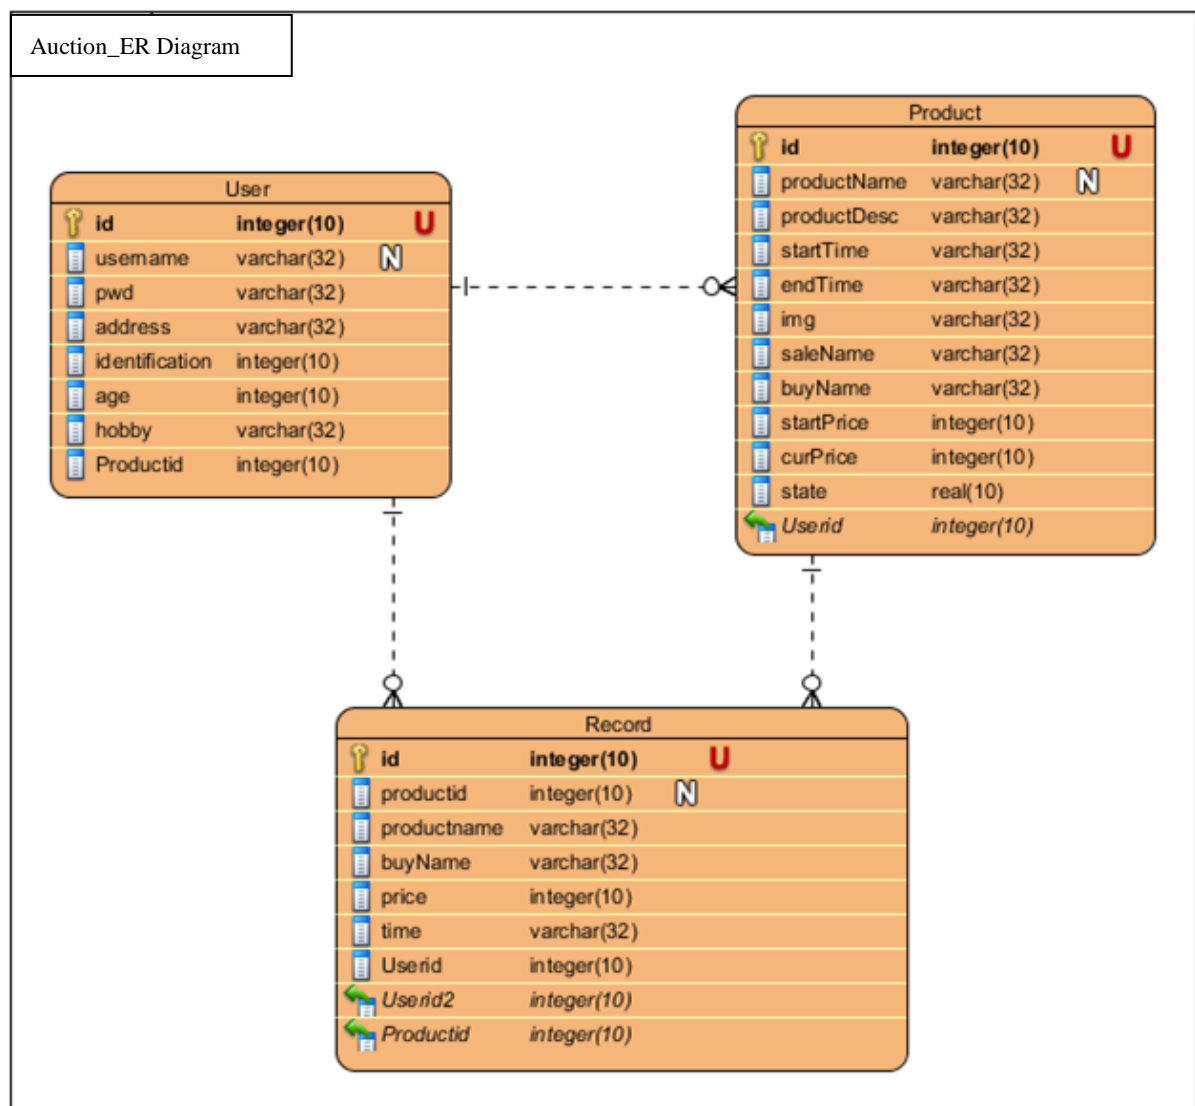 Auction_ER Diagram
Product
id integer(10) U
productName varchar(32) N
productDesc varchar(32)
startTime varchar(32)
endTime varchar(32)
img varchar(32)
saleName varchar(32)
buyName varchar(32)
startPrice integer(10)
curPrice integer(10)
state real(10)
Userid integer(10)
User
id integer(10) U
username varchar(32) N
pwd varchar(32)
address varchar(32)
identification integer(10)
age integer(10)
hobby varchar(32)
Productid integer(10)
Record
id integer(10) U
productid integer(10) N
productname varchar(32)
buyName varchar(32)
price integer(10)
time varchar(32)
Userid integer(10)
Userid2 integer(10)
Productid integer(10)